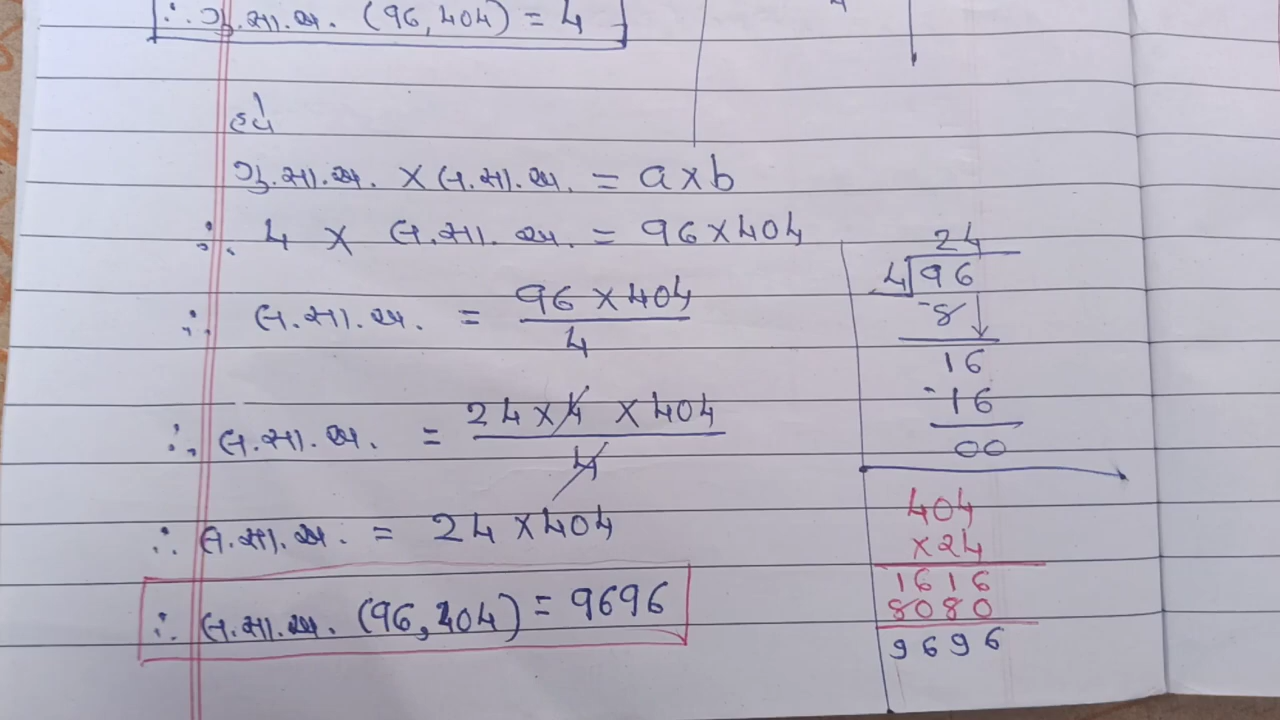 ∴ ગુ.સા.અ. (96, 404) = 4
હવે
ગુ.સા.અ. × લ.સા.અ. = a×b
∴ 4 × લ.સા.અ. = 96×404
∴ લ.સા.અ. = 96 × 404
4
∴ લ.સા.અ. = 24 × 4 × 404
4
∴ લ.સા.અ. = 24 ×404
∴ લ.સા.અ. (96, 404) = 9696
24
4 96
-8
16
-16
00
404
×24
1616
8080
9696